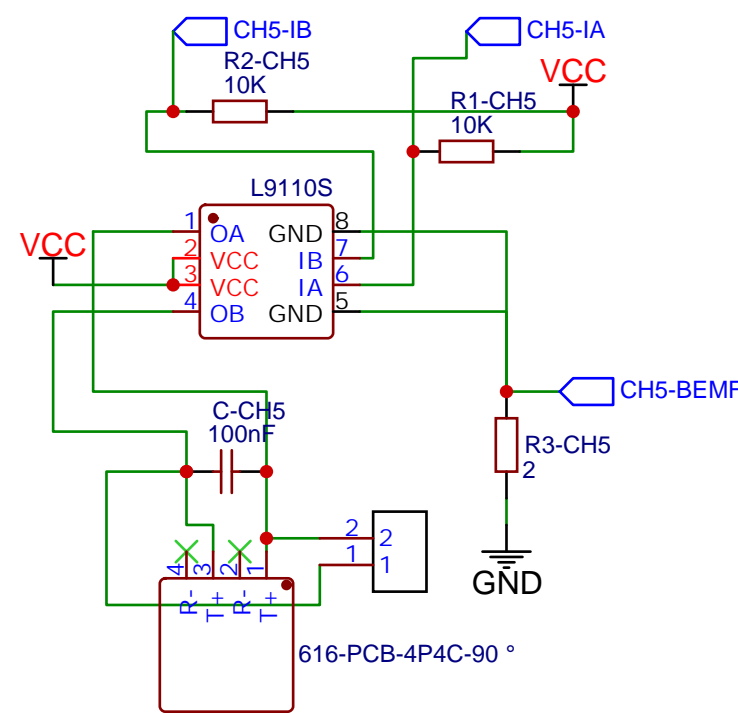 CH5-IB
CH5-IA
R2-CH5
10K
VCC
R1-CH5
10K
L9110S
VCC
1 OA GND 8
2 VCC IB 7
3 VCC IA 6
4 OB GND 5
CH5-BEMF
C-CH5
100nF
R3-CH5
2
2 2
1 1
GND
4 3 2 1
R- T+ R- T+
616-PCB-4P4C-90 °